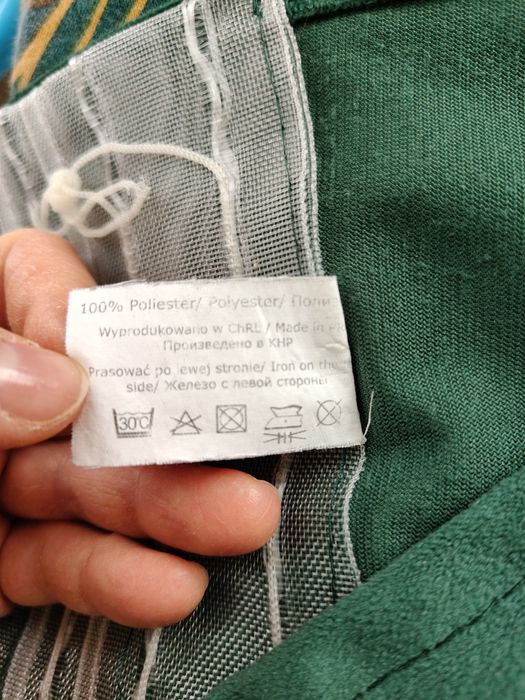 100% Poliester/ Polyester/
Wyprodukowano w ChRL/ Made in
Произведено в КНР
Prasować po lewej stronie/ Iron on the
side/ Железо с левой стороны
30°C